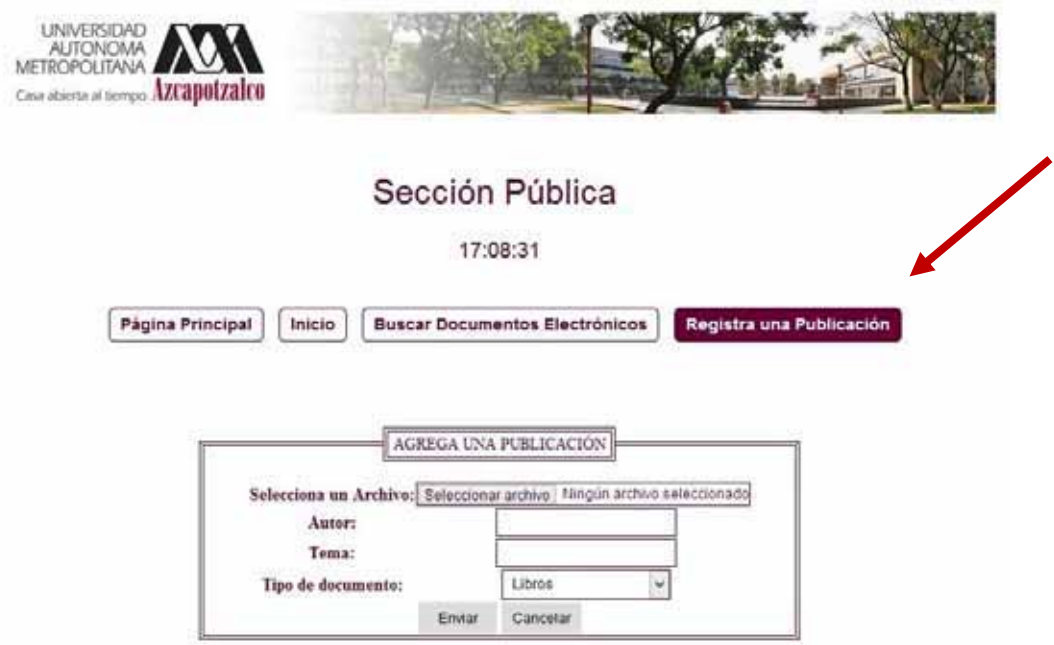 UNIVERSIDAD
AUTONOMA
METROPOLITANA
Casa abierta al tiempo Azcapotzalco
Sección Pública
17:08:31
Página Principal Inicio Buscar Documentos Electrónicos Registra una Publicación
AGREGA UNA PUBLICACIÓN
Selecciona un Archivo: Seleccionar archivo Ningún archivo seleccionado
Autor:
Tema:
Tipo de documento: Libros
Enviar Cancelar